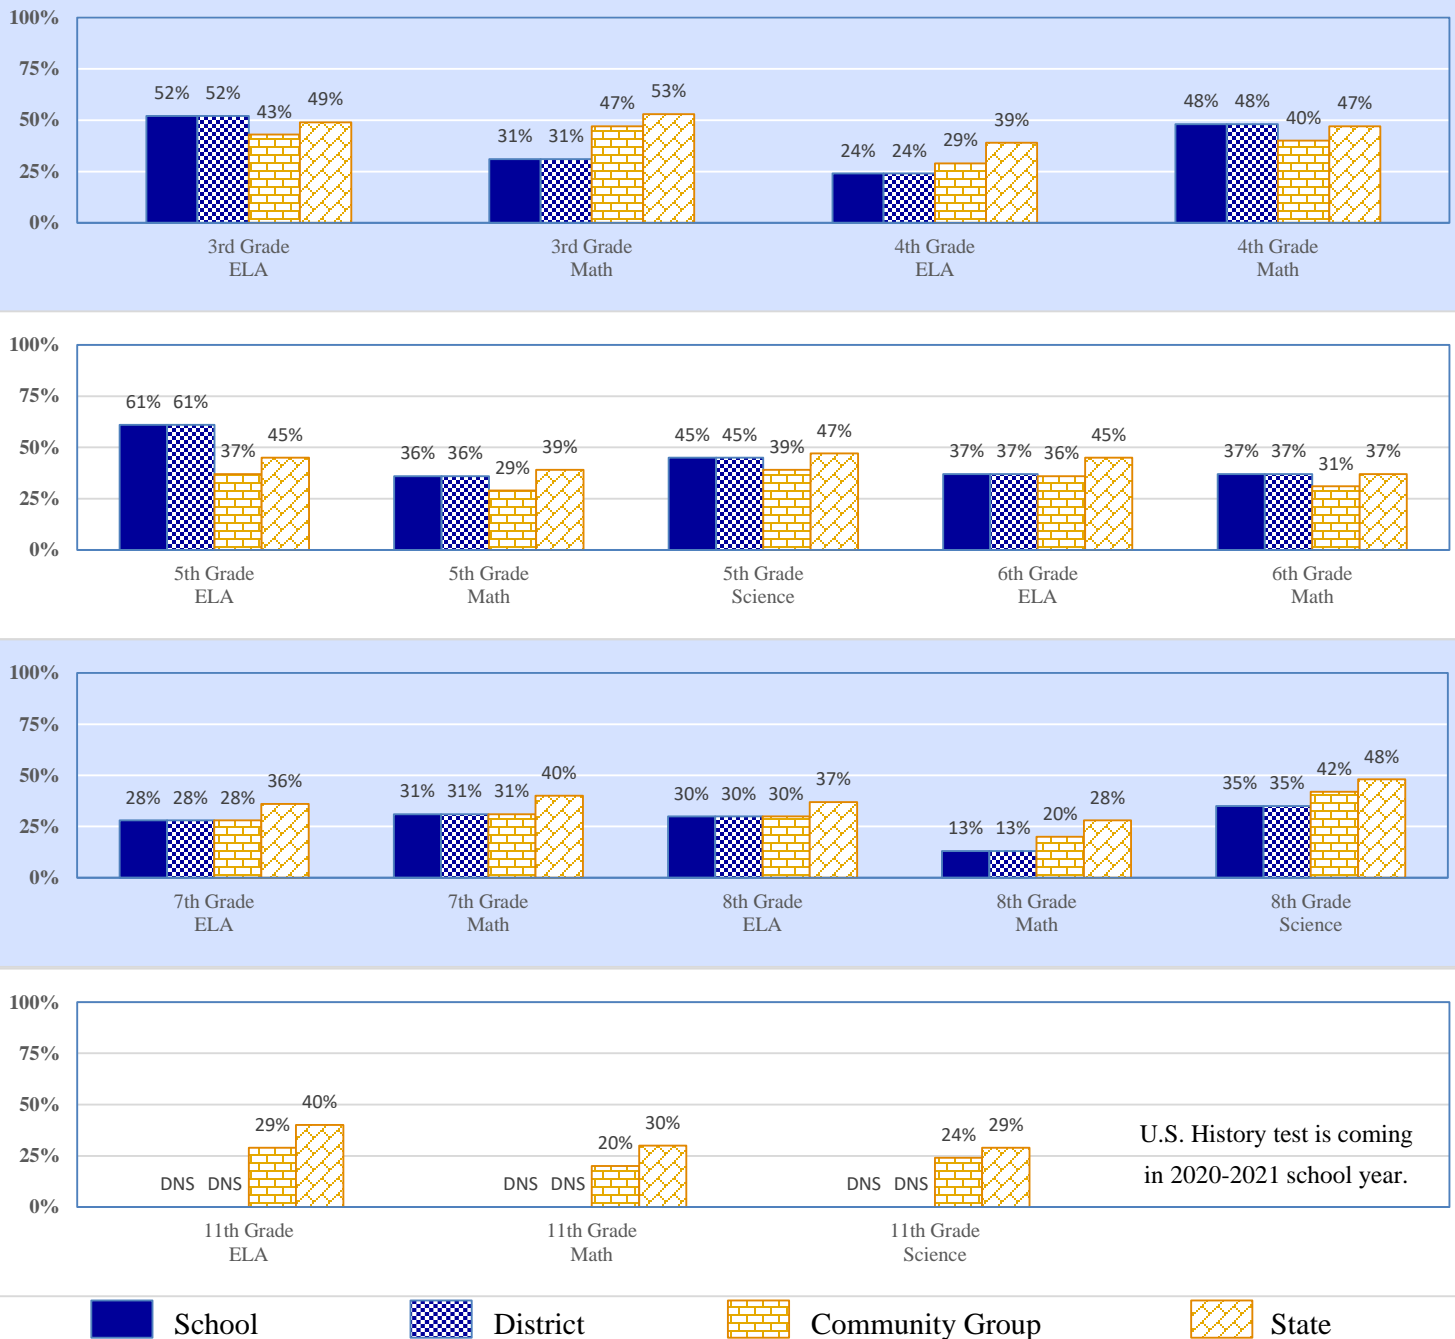 100%
75%
50%
25%
0%
52% 52% 43% 49%
31% 31% 47% 53%
24% 24% 29% 39%
48% 48% 40% 47%
3rd Grade
ELA
3rd Grade
Math
4th Grade
ELA
4th Grade
Math
100%
75%
50%
25%
0%
61% 61% 37% 45%
36% 36% 29% 39%
45% 45% 39% 47%
37% 37% 36% 45%
37% 37% 31% 37%
5th Grade
ELA
5th Grade
Math
5th Grade
Science
6th Grade
ELA
6th Grade
Math
100%
75%
50%
25%
0%
28% 28% 28% 36%
31% 31% 31% 40%
30% 30% 30% 37%
13% 13% 20% 28%
35% 35% 42% 48%
7th Grade
ELA
7th Grade
Math
8th Grade
ELA
8th Grade
Math
8th Grade
Science
100%
75%
50%
25%
0%
DNS DNS 29% 40%
DNS DNS 20% 30%
DNS DNS 24% 29%
U.S. History test is coming
in 2020-2021 school year.
11th Grade
ELA
11th Grade
Math
11th Grade
Science
School District Community Group State